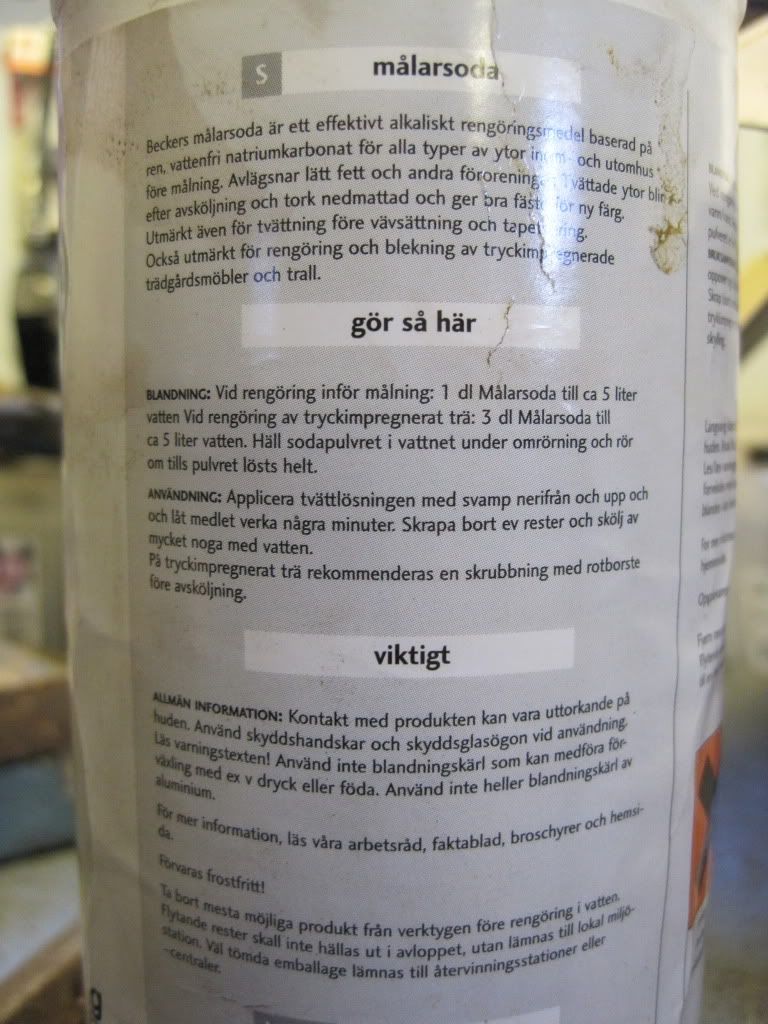 S målarsoda
Beckers målarsoda är ett effektivt alkaliskt rengöringsmedel baserad på
ren, vattenfri natriumkarbonat för alla typer av ytor inom- och utomhus
före målning. Avlägsnar lätt fett och andra föroreningar. Tvättade ytor blir
efter avsköljning och tork nedmattad och ger bra fäste för ny färg.
Utmärkt även för tvättning före vävsättning och tapetsering.
Också utmärkt för rengöring och blekning av tryckimpregnerade
trädgårdsmöbler och trall.
gör så här
BLANDNING: Vid rengöring inför målning: 1 dl Målarsoda till ca 5 liter
vatten Vid rengöring av tryckimpregnerat trä: 3 dl Målarsoda till
ca 5 liter vatten. Häll sodapulvret i vattnet under omrörning och rör
om tills pulvret lösts helt.
ANVÄNDNING: Applicera tvättlösningen med svamp nerifrån och upp och
och låt medlet verka några minuter. Skrapa bort ev rester och skölj av
mycket noga med vatten.
På tryckimpregnerat trä rekommenderas en skrubbning med rotborste
före avsköljning.
viktigt
ALLMÄN INFORMATION: Kontakt med produkten kan vara uttorkande på
huden. Använd skyddshandskar och skyddsglasögon vid användning.
Läs varningstexten! Använd inte blandningskärl som kan medföra för-
växling med ex v dryck eller föda. Använd inte heller blandningskärl av
aluminium.
För mer information, läs våra arbetsråd, faktablad, broschyrer och hemsi-
da.
Förvaras frostfritt!
Ta bort mesta möjliga produkt från verktygen före rengöring i vatten.
Flytande rester skall inte hällas ut i avloppet, utan lämnas till lokal miljö-
station. Väl tömda emballage lämnas till återvinningsstationer eller
-centraler.
g